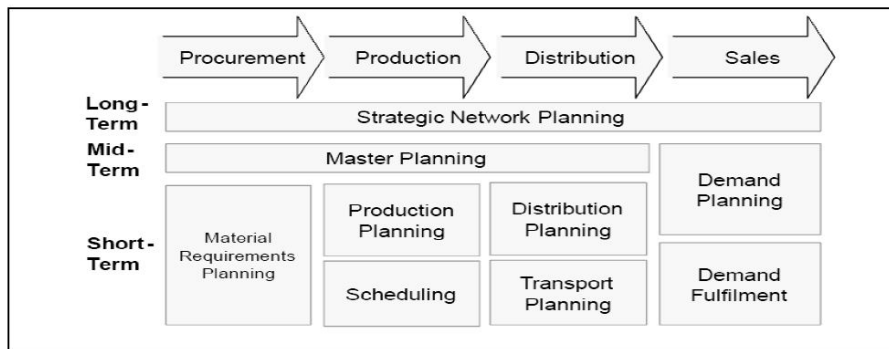 Procurement
Production
Distribution
Sales
Long-
Term
Strategic Network Planning
Mid-
Term
Master Planning
Demand
Planning
Short-
Term
Material
Requirements
Planning
Production
Planning
Distribution
Planning
Scheduling
Transport
Planning
Demand
Fulfilment